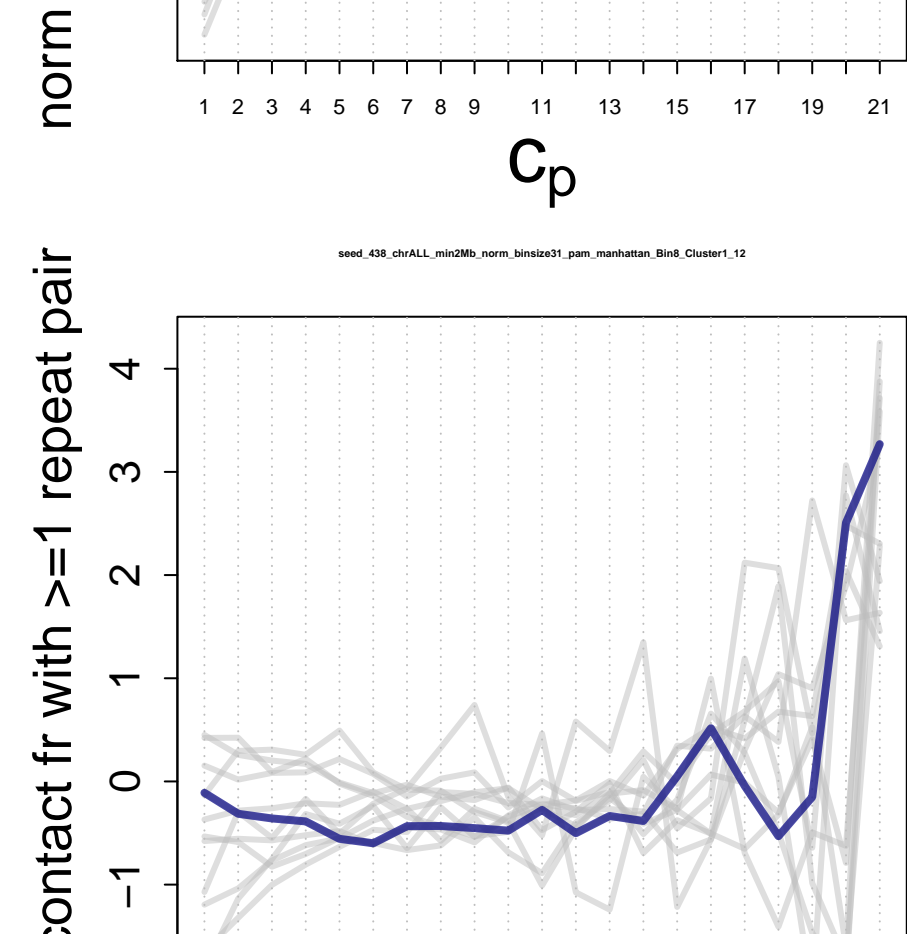 norm
1 2 3 4 5 6 7 8 9 11 13 15 17 19 21
Cp
seed_438_chrALL_min2Mb_norm_binsize31_pam_manhattan_Bin8_Cluster1_12
contact fr with >=1 repeat pair
4
3
2
1
0
−1